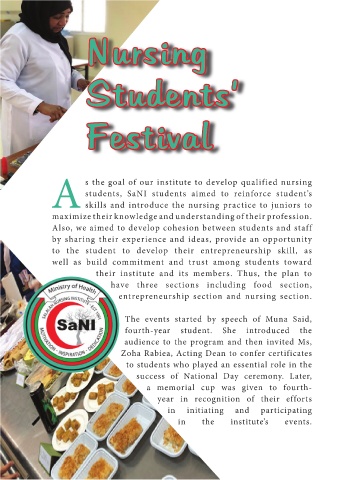 Nursing
Students'
Festival
As the goal of our institute to develop qualified nursing
students, SaNI students aimed to reinforce student's
skills and introduce the nursing practice to juniors to
maximize their knowledge and understanding of their profession.
Also, we aimed to develop cohesion between students and staff
by sharing their experience and ideas, provide an opportunity
to the student to develop their entrepreneurship skill, as
well as build commitment and trust among students toward
their institute and its members. Thus, the plan to
have three sections including food section,
entrepreneurship section and nursing section.
Ministry of Health
NURSING INSTITUTE
SaNI
MOTIVATION - INSPIRATION - DEDICATION
The events started by speech of Muna Said,
fourth-year student. She introduced the
audience to the program and then invited Ms.
Zoha Rabiea, Acting Dean to confer certificates
to students who played an essential role in the
success of National Day ceremony. Later,
a memorial cup was given to fourth-
year in recognition of their efforts
in initiating and participating
in the institute's events.